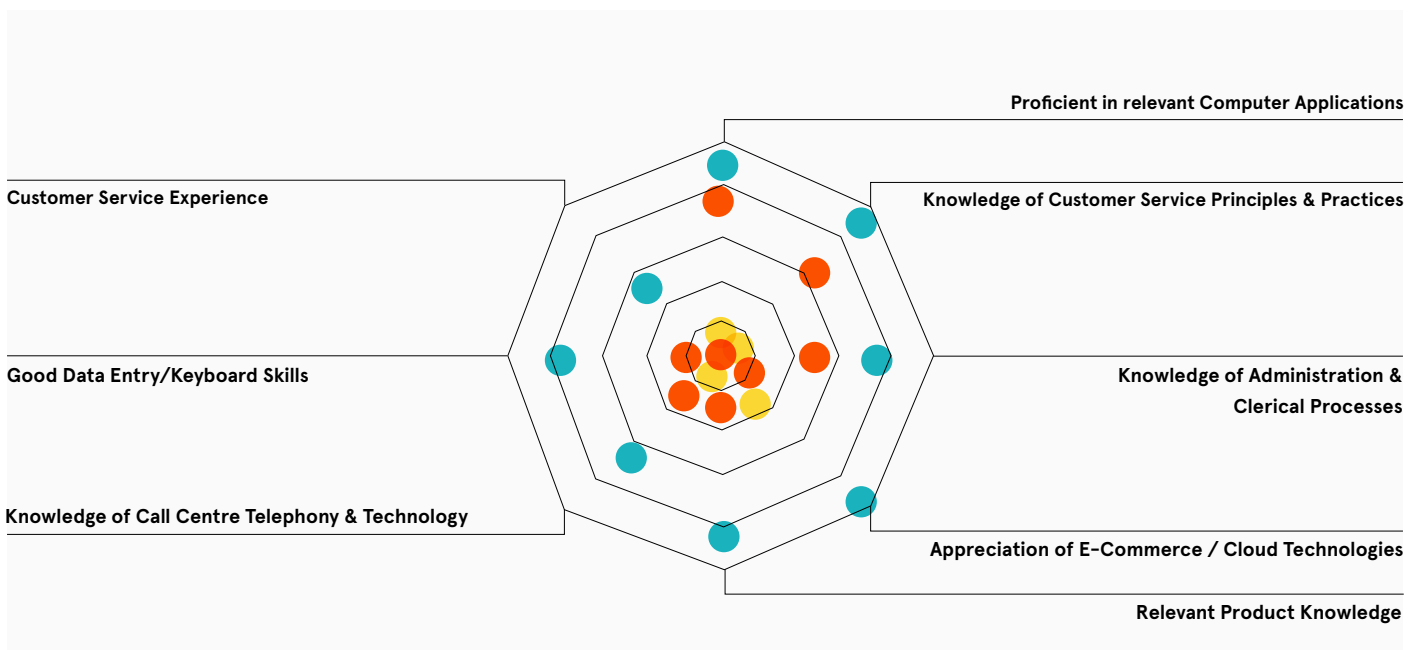 Proficient in relevant Computer Applications
Customer Service Experience
Knowledge of Customer Service Principles & Practices
Good Data Entry/Keyboard Skills
Knowledge of Administration &
Clerical Processes
Knowledge of Call Centre Telephony & Technology
Appreciation of E-Commerce / Cloud Technologies
Relevant Product Knowledge